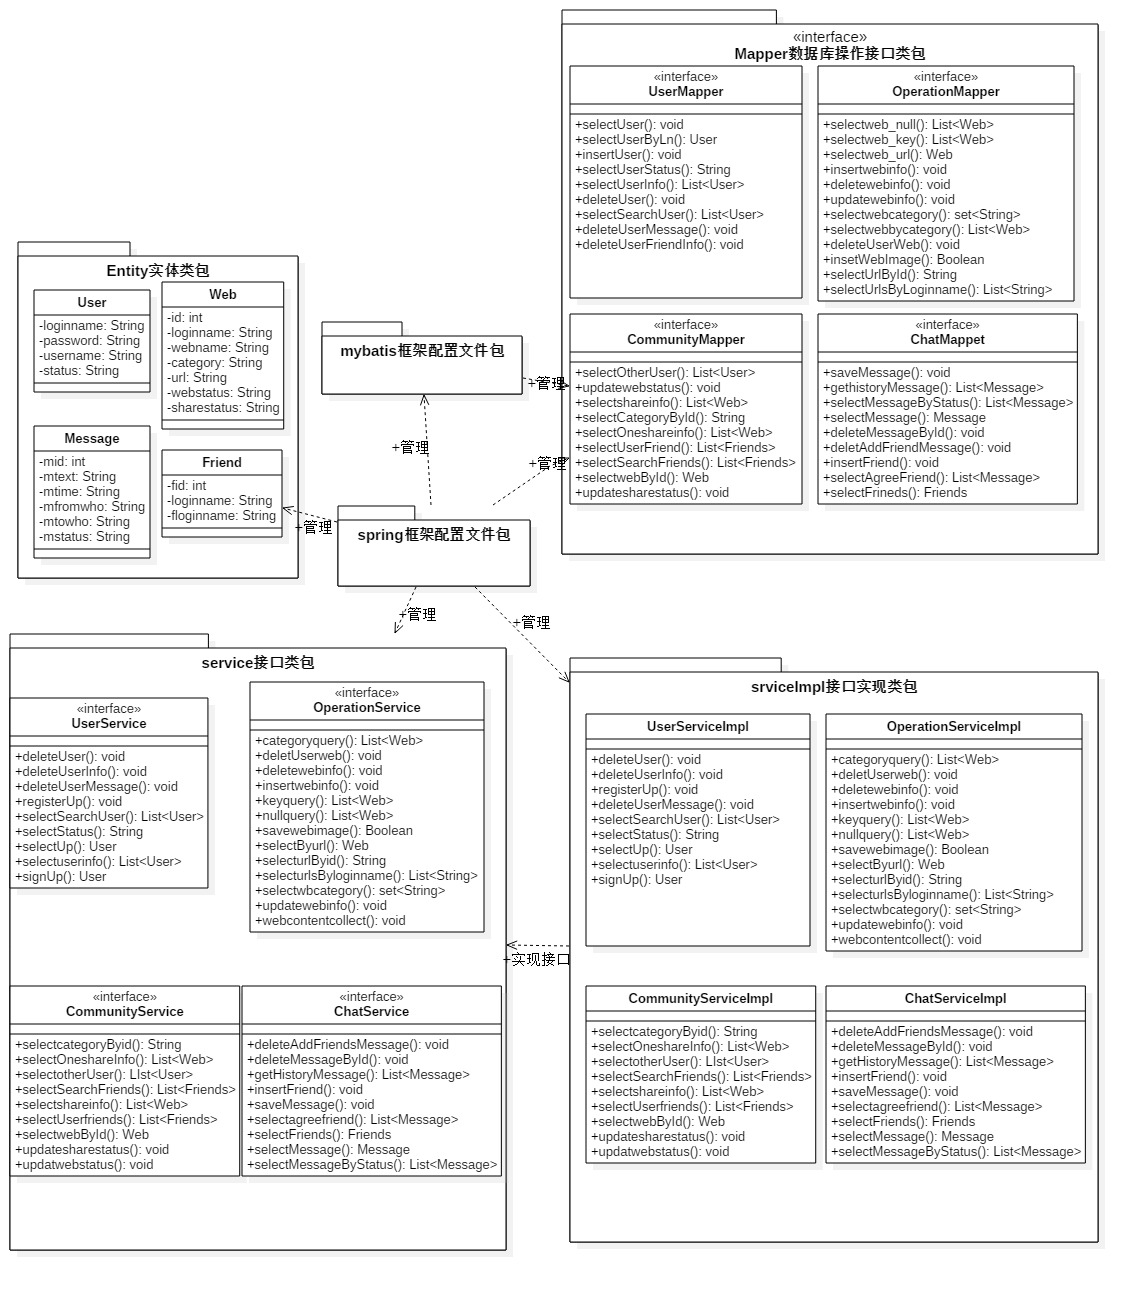 «interface»
Mapper数据库操作接口类包
«interface»
UserMapper
+selectUser(): void
+selectUserByLn(): User
+insertUser(): void
+selectUserStatus(): String
+selectUserInfo(): List<User>
+deleteUser(): void
+selectSearchUser(): List<User>
+deleteUserMessage(): void
+deleteUserFriendInfo(): void
«interface»
OperationMapper
+selectweb_null(): List<Web>
+selectweb_key(): List<Web>
+selectweb_url(): Web
+insertwebinfo(): void
+deletewebinfo(): void
+updatewebinfo(): void
+selectwebcategory(): set<String>
+selectwebbycategory(): List<Web>
+deleteUserWeb(): void
+insetWebImage(): Boolean
+selectUrlById(): String
+selectUrlsByLoginname(): List<String>
«interface»
CommunityMapper
+selectOtherUser(): List<User>
+updatewebstatus(): void
+selectshareinfo(): List<Web>
+selectCategoryById(): String
+selectOneshareinfo(): List<Web>
+selectUserFriend(): List<Friends>
+selectSearchFriends(): List<Friends>
+selectwebById(): Web
+updatesharestatus(): void
«interface»
ChatMappet
+saveMessage(): void
+gethistoryMessage(): List<Message>
+selectMessageByStatus(): List<Message>
+selectMessage(): Message
+deleteMessageById(): void
+deletAddFriendMessage(): void
+insertFriend(): void
+selectAgreeFriend(): List<Message>
+selectFrineds(): Friends
Entity实体类包
User
-loginname: String
-password: String
-username: String
-status: String
Web
-id: int
-loginname: String
-webname: String
-category: String
-url: String
-webstatus: String
-sharestatus: String
Message
-mid: int
-mtext: String
-mtime: String
-mfromwho: String
-mtowho: String
-mstatus: String
Friend
-fid: int
-loginname: String
-floginname: String
mybatis框架配置文件包
+管理
+管理
+管理
+管理
spring框架配置文件包
+管理
+管理
service接口类包
«interface»
UserService
+deleteUser(): void
+deleteUserInfo(): void
+deleteUserMessage(): void
+registerUp(): void
+selectSearchUser(): List<User>
+selectStatus(): String
+selectUp(): User
+selectuserinfo(): List<User>
+signUp(): User
«interface»
OperationService
+categoryquery(): List<Web>
+deletUserweb(): void
+deletewebinfo(): void
+insertwebinfo(): void
+keyquery(): List<Web>
+nullquery(): List<Web>
+savewebimage(): Boolean
+selectByurl(): Web
+selecturlByid(): String
+selecturlsByloginname(): List<String>
+selectwbcategory(): set<String>
+updatewebinfo(): void
+webcontentcollect(): void
«interface»
CommunityService
+selectcategoryByid(): String
+selectOneshareInfo(): List<Web>
+selectotherUser(): LIst<User>
+selectSearchFriends(): List<Friends>
+selectshareinfo(): List<Web>
+selectUserfriends(): List<Friends>
+selectwebById(): Web
+updatesharestatus(): void
+updatwebstatus(): void
«interface»
ChatService
+deleteAddFriendsMessage(): void
+deleteMessageById(): void
+getHistoryMessage(): List<Message>
+insertFriend(): void
+saveMessage(): void
+selectagreefriend(): List<Message>
+selectFriends(): Friends
+selectMessage(): Message
+selectMessageByStatus(): List<Message>
+实现接口
srviceImpl接口实现类包
UserServiceImpl
+deleteUser(): void
+deleteUserInfo(): void
+registerUp(): void
+deleteUserMessage(): void
+selectSearchUser(): List<User>
+selectStatus(): String
+selectUp(): User
+selectuserinfo(): List<User>
+signUp(): User
OperationServiceImpl
+categoryquery(): List<Web>
+deletUserweb(): void
+deletewebinfo(): void
+insertwebinfo(): void
+keyquery(): List<Web>
+nullquery(): List<Web>
+savewebimage(): Boolean
+selectByurl(): Web
+selecturlByid(): String
+selecturlsByloginname(): List<String>
+selectwbcategory(): set<String>
+updatewebinfo(): void
+webcontentcollect(): void
CommunityServiceImpl
+selectcategoryByid(): String
+selectOneshareInfo(): List<Web>
+selectotherUser(): LIst<User>
+selectSearchFriends(): List<Friends>
+selectshareinfo(): List<Web>
+selectUserfriends(): List<Friends>
+selectwebById(): Web
+updatesharestatus(): void
+updatwebstatus(): void
ChatServiceImpl
+deleteAddFriendsMessage(): void
+deleteMessageById(): void
+getHistoryMessage(): List<Message>
+insertFriend(): void
+saveMessage(): void
+selectagreefriend(): List<Message>
+selectFriends(): Friends
+selectMessage(): Message
+selectMessageByStatus(): List<Message>